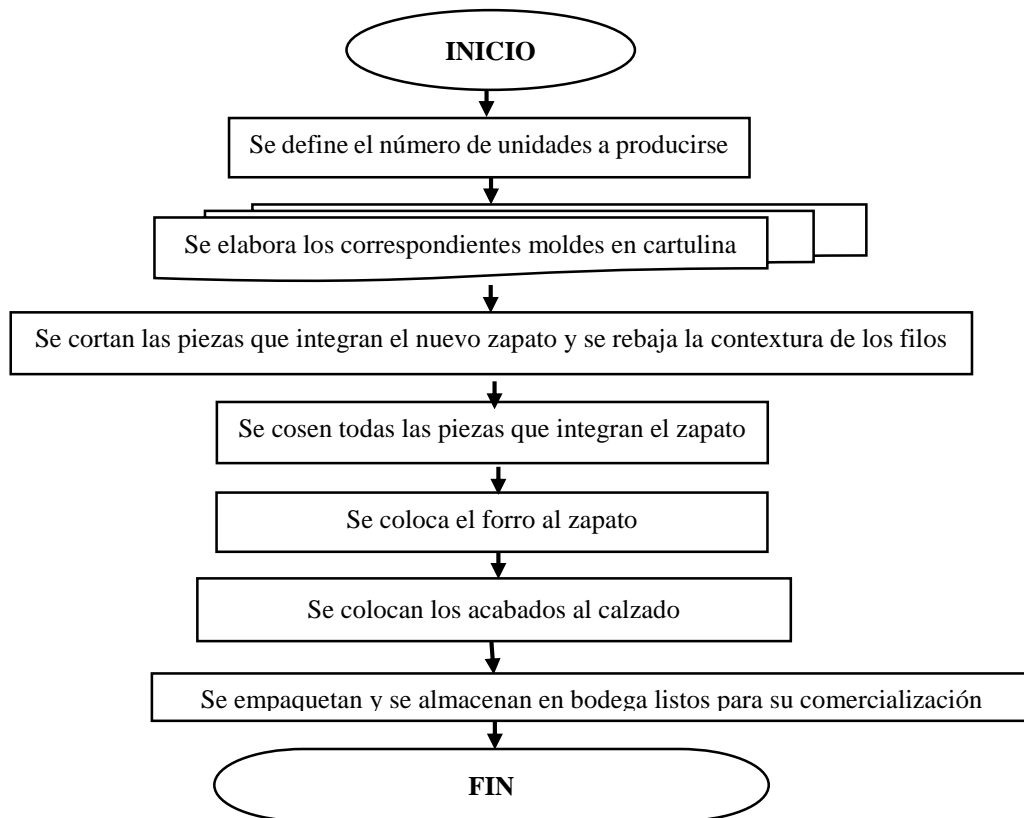 INICIO
Se define el número de unidades a producirse
Se elabora los correspondientes moldes en cartulina
Se cortan las piezas que integran el nuevo zapato y se rebaja la contextura de los filos
Se cosen todas las piezas que integran el zapato
Se coloca el forro al zapato
Se colocan los acabados al calzado
Se empaquetan y se almacenan en bodega listos para su comercialización
FIN